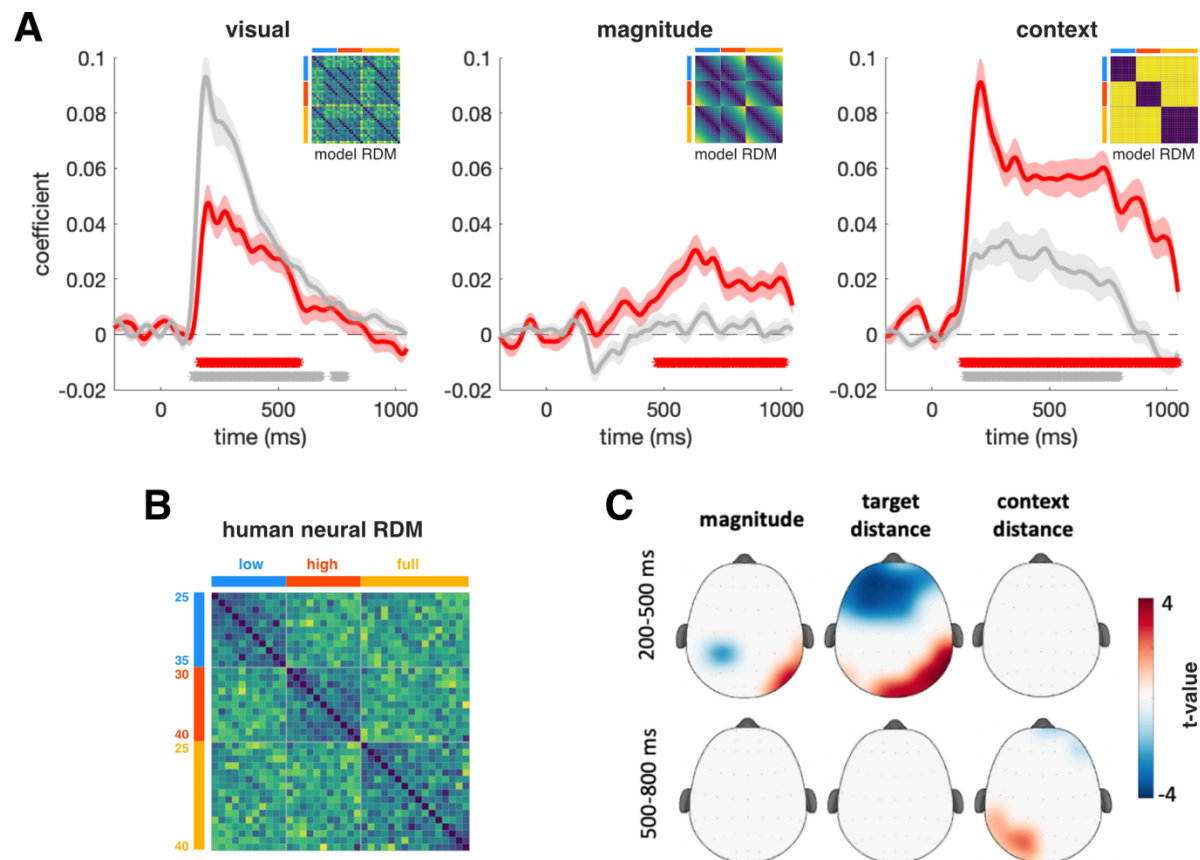 A
visual
magnitude
context
0.1
0.08
0.06
0.04
0.02
0
-0.02
coefficient
model RDM
0
500
1000
time (ms)
0.1
0.08
0.06
0.04
0.02
0
-0.02
model RDM
0
500
1000
time (ms)
0.1
0.08
0.06
0.04
0.02
0
-0.02
model RDM
0
500
1000
time (ms)
B
human neural RDM
low high full
25
35
30
40
25
40
C
magnitude
target
distance
context
distance
200-500 ms
500-800 ms
4
t-value
-4